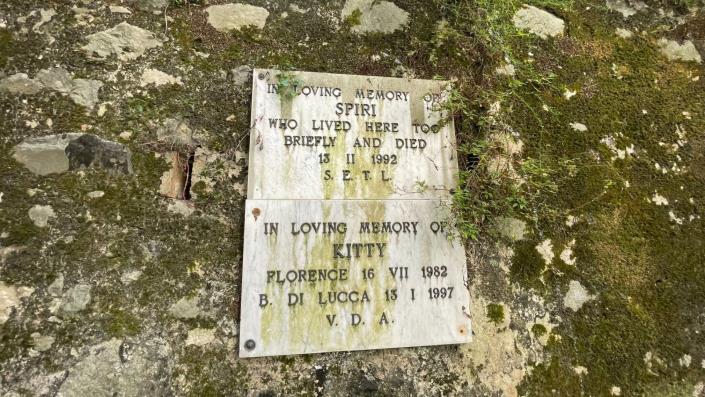 IN LOVING MEMORY OF
SPIRI
WHO LIVED HERE TOO
BRIEFLY AND DIED
13 II 1992
S. E. T. L.
IN LOVING MEMORY OF
KITTY
FLORENCE 16 VII 1982
B. DI LUCCA 13 I 1997
V. D. A.